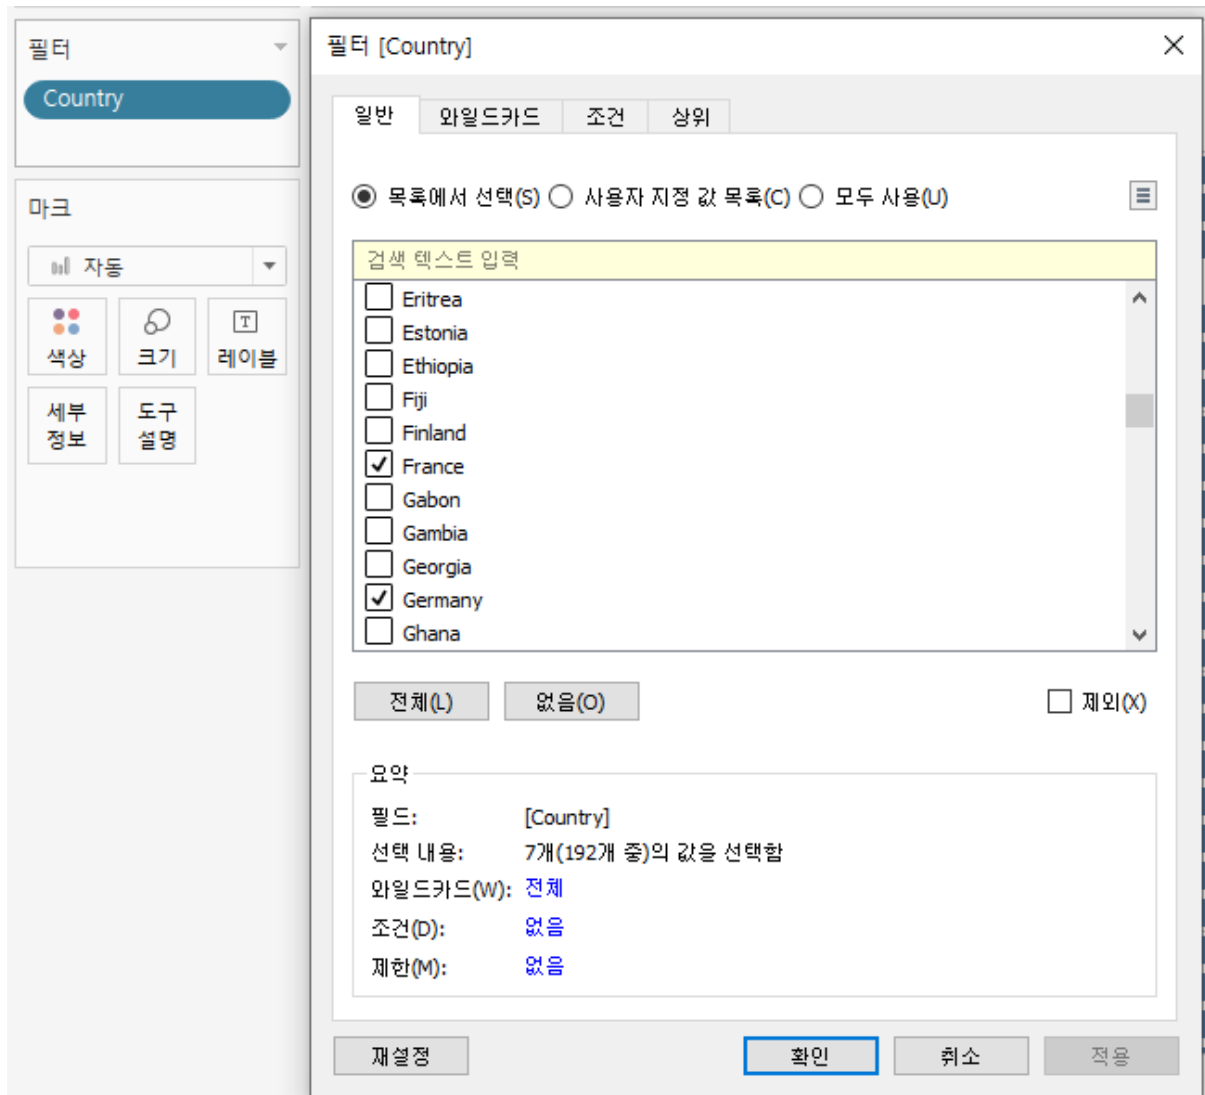 필터
Country
마크
자동
색상
크기
레이블
세부
정보
도구
설명
필터 [Country]
일반
와일드카드
조건
상위
목록에서 선택(S)
사용자 지정 값 목록(C)
모두 사용(U)
검색 텍스트 입력
Eritrea
Estonia
Ethiopia
Fiji
Finland
France
Gabon
Gambia
Georgia
Germany
Ghana
전체(L)
없음(O)
제외(X)
요약
필드: [Country]
선택 내용: 7개(192개 중)의 값을 선택함
와일드카드(W): 전체
조건(D): 없음
제한(M): 없음
재설정
확인
취소
적용